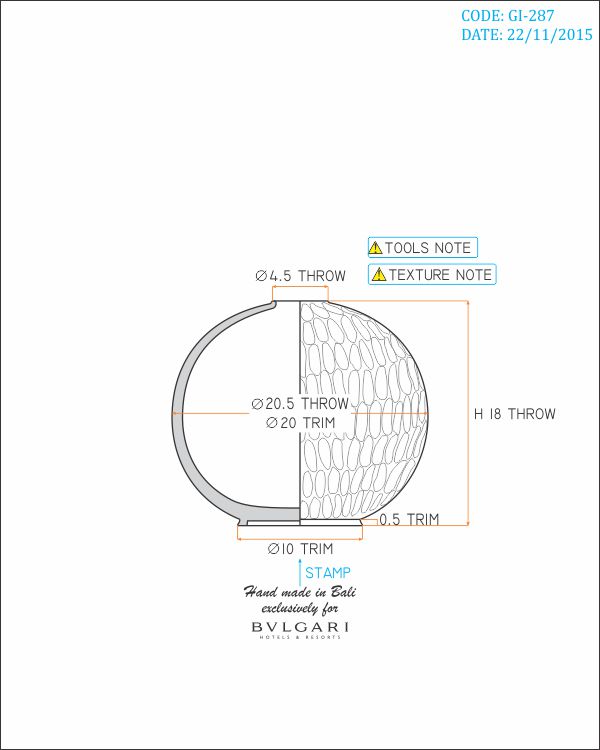 CODE: GI-287
DATE: 22/11/2015
TOOLS NOTE
TEXTURE NOTE
Ø4.5 THROW
Ø20.5 THROW
Ø20 TRIM
H 18 THROW
0.5 TRIM
Ø10 TRIM
STAMP
Hand made in Bali
exclusively for
BVLGARI
HOTELS & RESORTS